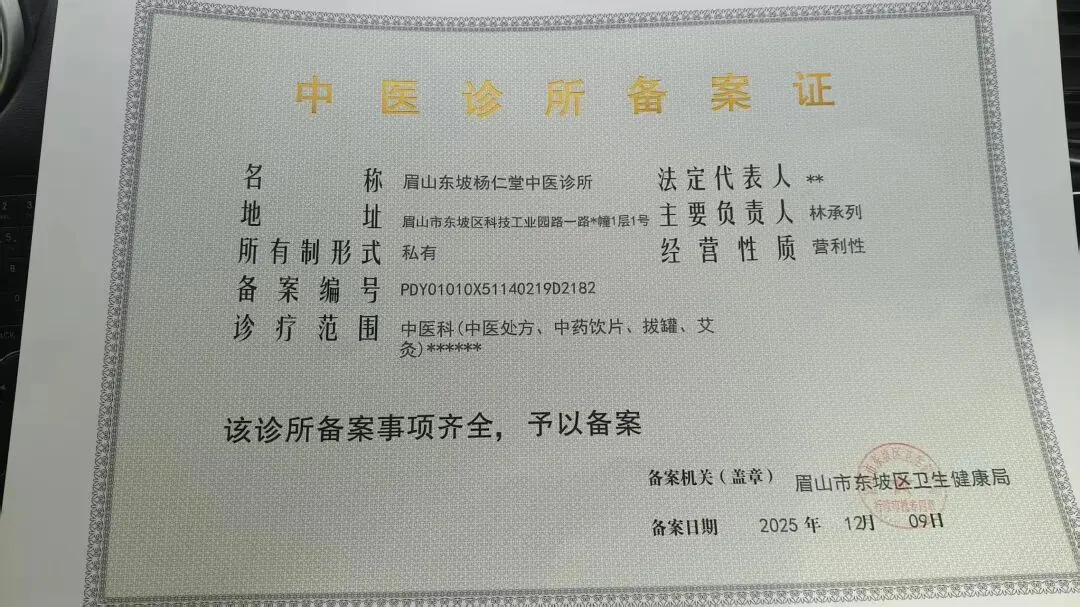 中医诊所备案证
名称 眉山东坡杨仁堂中医诊所 法定代表人 **
地址 眉山市东坡区科技工业园路一路*幢1层1号 主要负责人 林承列
所有制形式 私有 经营性质 营利性
备案编号 PDY01010X51140219D2182
诊疗范围 中医科(中医处方、中药饮片、拔罐、艾
灸)******
该诊所备案事项齐全，予以备案
备案机关（盖章） 眉山市东坡区卫生健康局
备案日期 2025 年 12月 09日